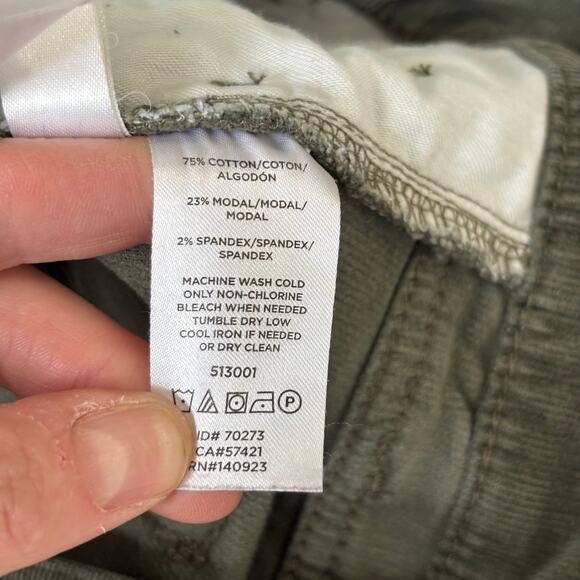 75% COTTON/COTON/
ALGODÓN
23% MODAL/MODAL/
MODAL
2% SPANDEX/SPANDEX/
SPANDEX
MACHINE WASH COLD
ONLY NON-CHLORINE
BLEACH WHEN NEEDED
TUMBLE DRY LOW
COOL IRON IF NEEDED
OR DRY CLEAN
513001
P
ID# 70273
CA#57421
RN#140923